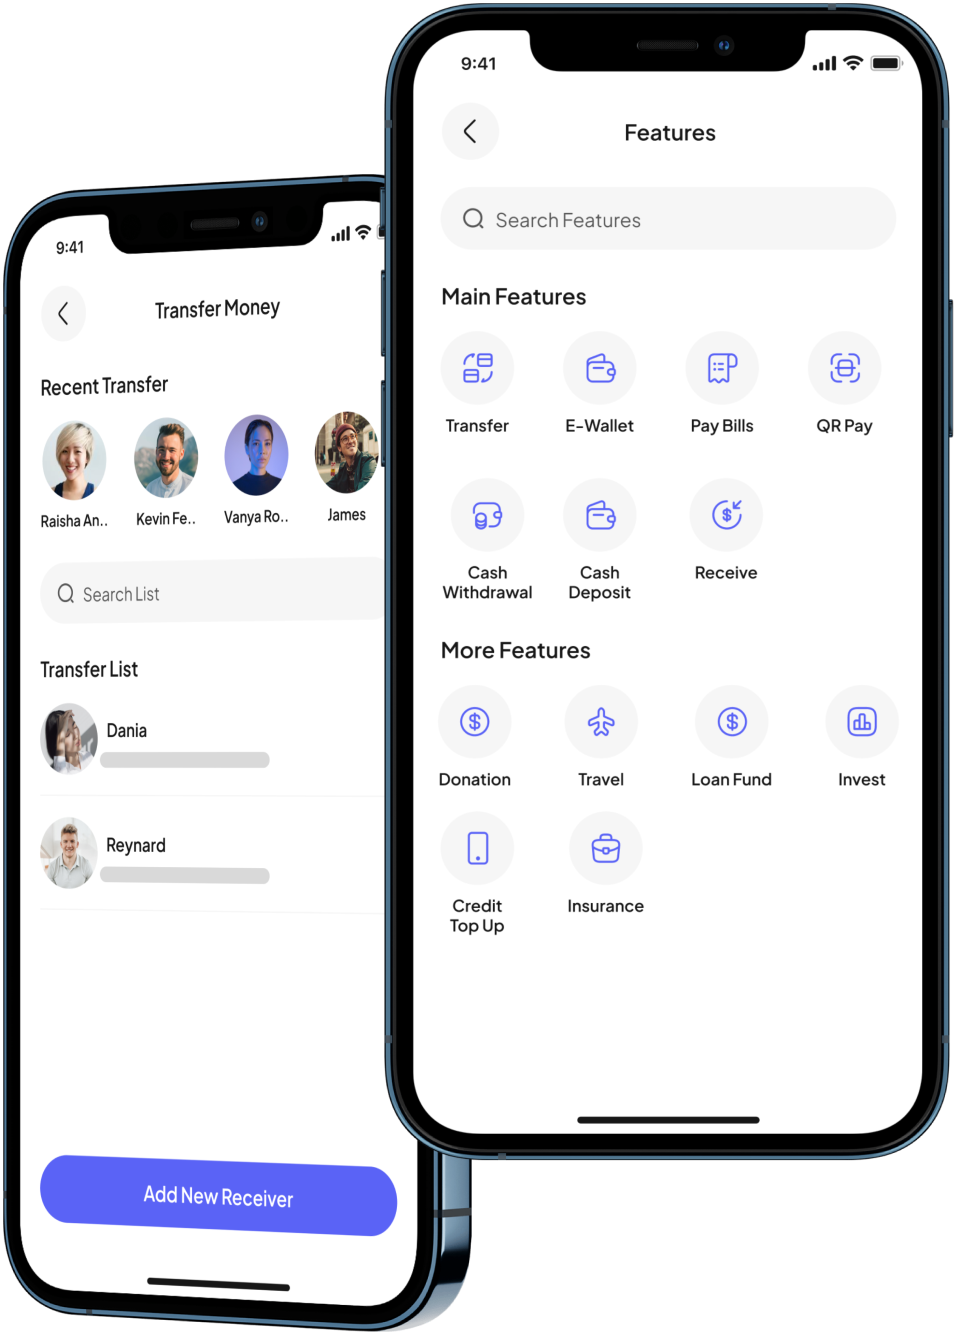 9:41
Transfer Money
Recent Transfer
Raisha An..
Kevin Fe..
Vanya Ro..
James
Search List
Transfer List
Dania
Reynard
Add New Receiver
9:41
Features
Search Features
Main Features
Transfer
E-Wallet
Pay Bills
QR Pay
Cash
Withdrawal
Cash
Deposit
Receive
More Features
Donation
Travel
Loan Fund
Invest
Credit
Top Up
Insurance